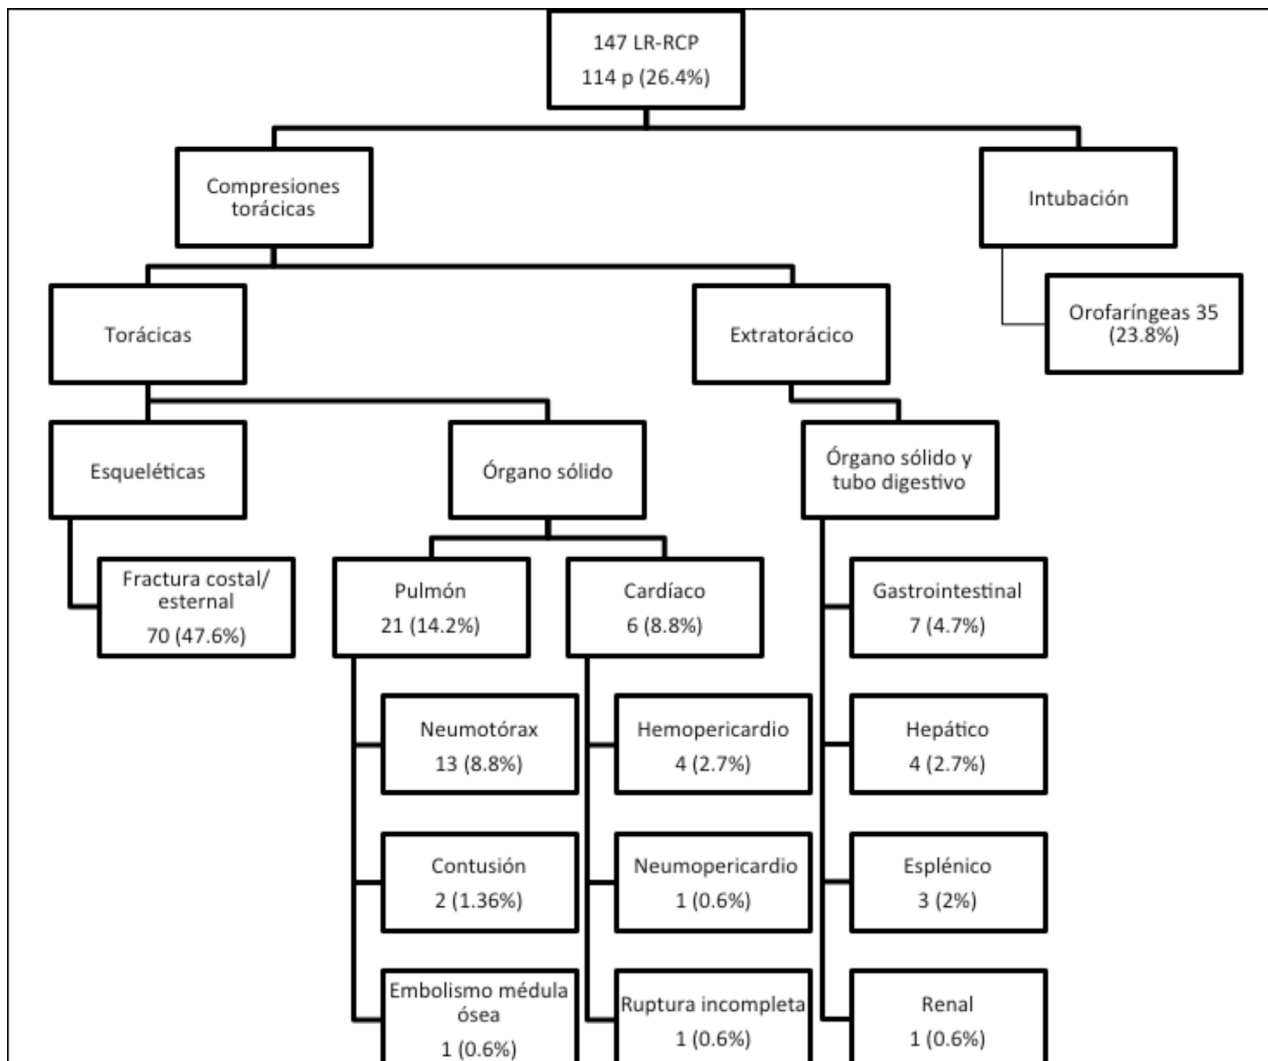 147 LR-RCP
114 p (26.4%)
Compresiones
torácicas
Intubación
Orofaríngeas 35
(23.8%)
Torácicas
Extratorácico
Esqueléticas
Órgano sólido
Órgano sólido y
tubo digestivo
Fractura costal/
esternal
70 (47.6%)
Pulmón
21 (14.2%)
Cardíaco
6 (8.8%)
Gastrointestinal
7 (4.7%)
Neumotórax
13 (8.8%)
Hemopericardio
4 (2.7%)
Hepático
4 (2.7%)
Contusión
2 (1.36%)
Neumopericardio
1 (0.6%)
Esplénico
3 (2%)
Embolismo médula
ósea
1 (0.6%)
Ruptura incompleta
1 (0.6%)
Renal
1 (0.6%)